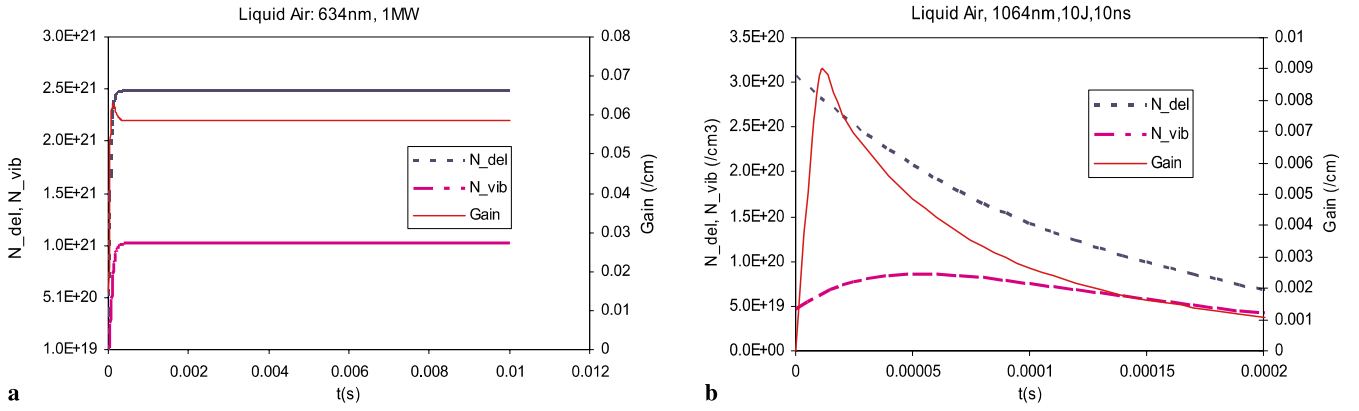 Liquid Air: 634nm, 1MW
N_del, N_vib
3.0E+21
2.5E+21
2.0E+21
1.5E+21
1.0E+21
5.1E+20
1.0E+19
0
0.002
0.004
0.006
0.008
0.01
0.012
t(s)
0.08
0.07
0.06
0.05
0.04
0.03
0.02
0.01
0
Gain (/cm)
N_del
N_vib
Gain
a
Liquid Air, 1064nm,10J,10ns
N_del, N_vib (/cm3)
3.5E+20
3.0E+20
2.5E+20
2.0E+20
1.5E+20
1.0E+20
5.0E+19
0.0E+00
0
0.00005
0.0001
0.00015
0.0002
t(s)
0.01
0.009
0.008
0.007
0.006
0.005
0.004
0.003
0.002
0.001
0
Gain (/cm)
N_del
N_vib
Gain
b